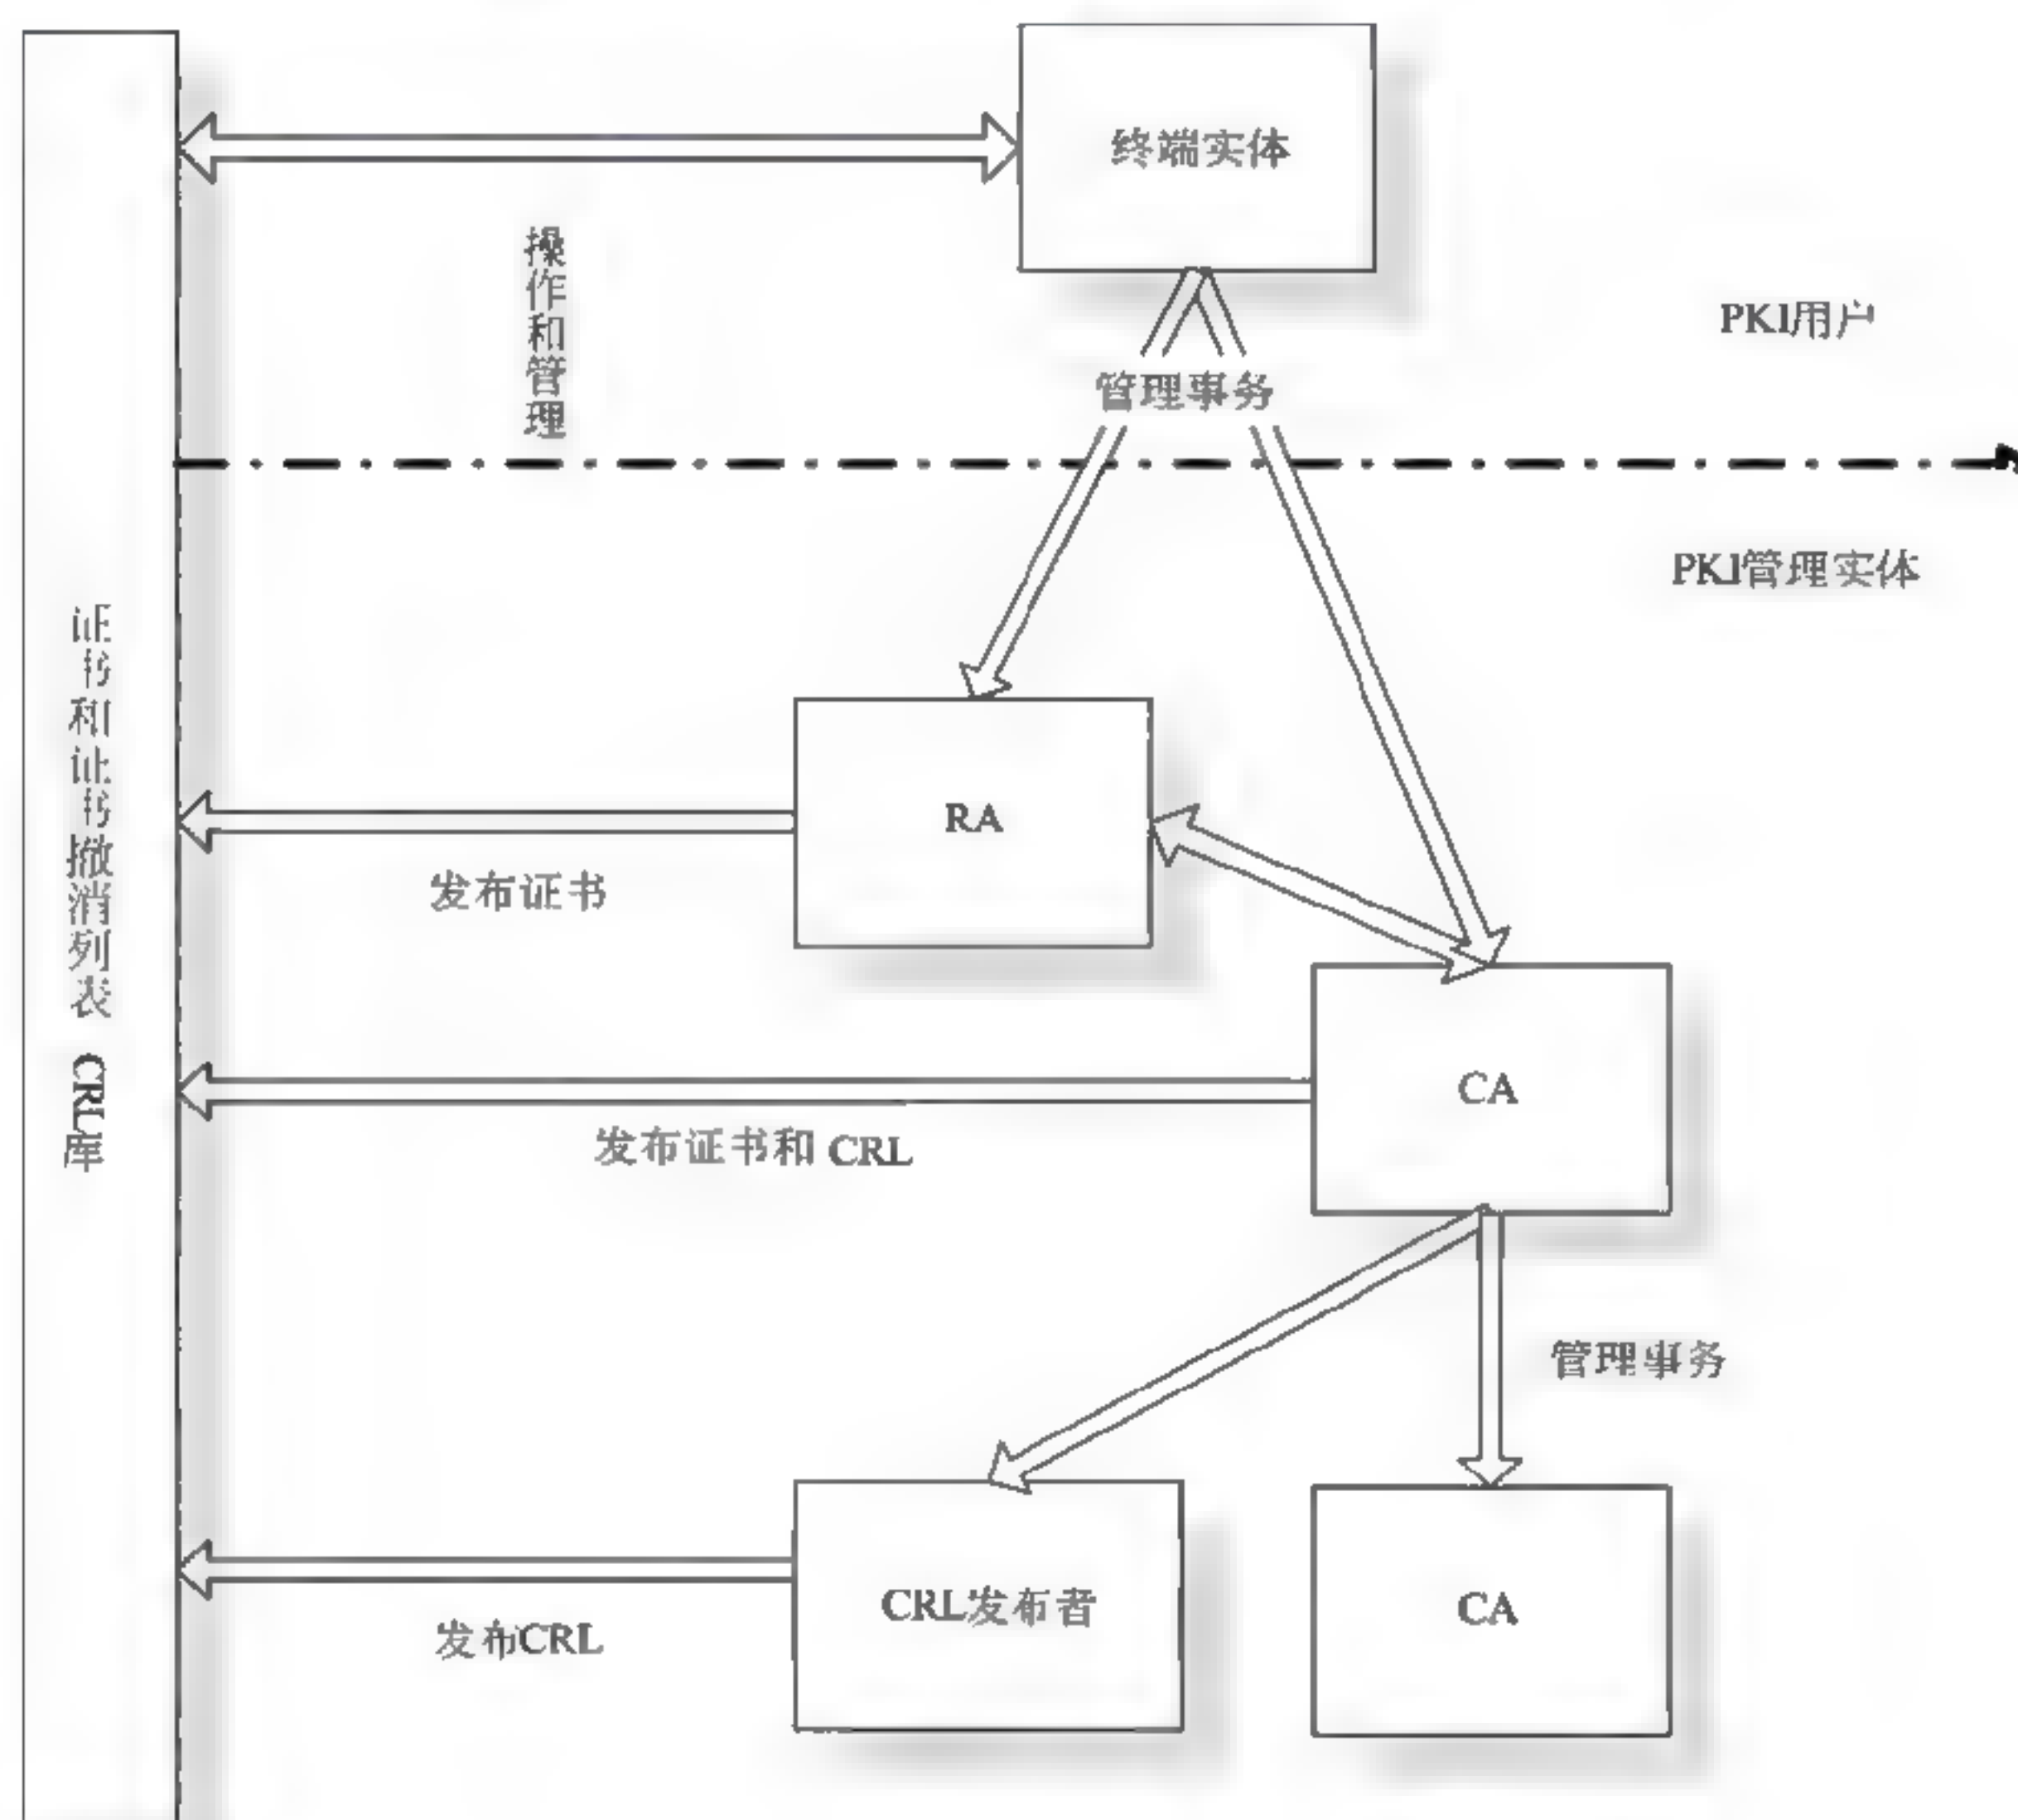 终端实体
操作和管理
PKI用户
管理事务
PKI管理实体
证书和证书撤消列表 CRL库
RA
发布证书
CA
发布证书和 CRL
管理事务
CRL发布者
CA
发布CRL